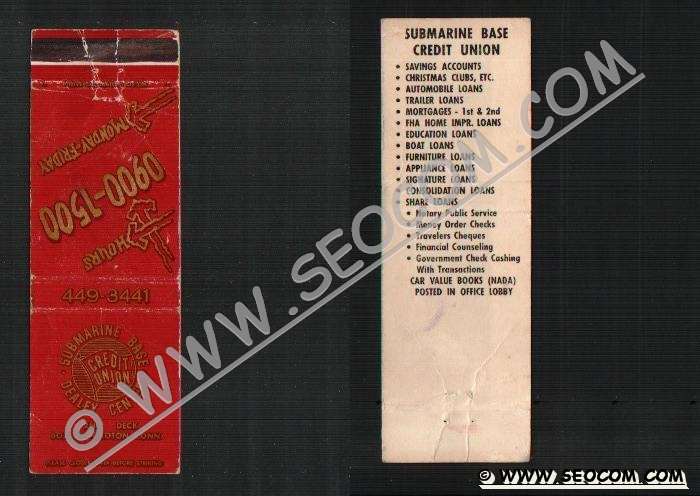 MONDAY-FRIDAY
0900-1500
HOURS
449-3441
SUBMARINE BASE
CREDIT
UNION
DEALEY CENTER
DECK
GROTON, CONN.
SUBMARINE BASE
CREDIT UNION
• SAVINGS ACCOUNTS
• CHRISTMAS CLUBS, ETC.
• AUTOMOBILE LOANS
• TRAILER LOANS
• MORTGAGES - 1st & 2nd
• FHA HOME IMPR. LOANS
• EDUCATION LOANS
• BOAT LOANS
• FURNITURE LOANS
• APPLIANCE LOANS
• SIGNATURE LOANS
CONSOLIDATION LOANS
SHARE LOANS
• Notary Public Service
• Money Order Checks
• Travelers Cheques
• Financial Counseling
• Government Check Cashing
With Transactions
CAR VALUE BOOKS (NADA)
POSTED IN OFFICE LOBBY
© WWW.SEOCOM.COM
© WWW.SEOCOM.COM